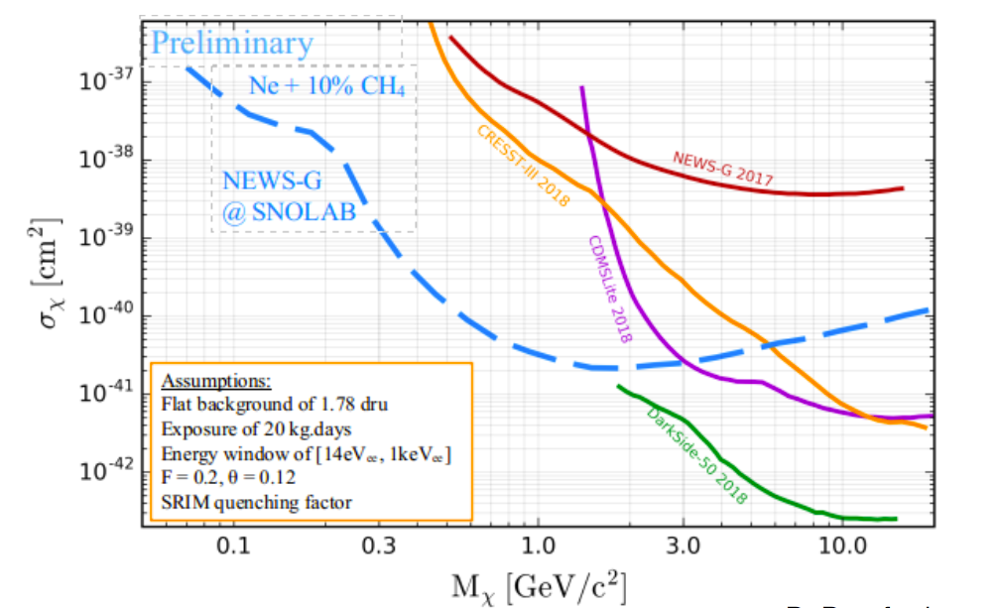 Preliminary
Ne + 10% CH₄
NEWS-G
@ SNOLAB
10⁻³⁷
10⁻³⁸
10⁻³⁹
10⁻⁴⁰
10⁻⁴¹
10⁻⁴²
σχ [cm²]
CRESST-III 2018
NEWS-G 2017
CDMSLite 2018
DarkSide-50 2018
Assumptions:
Flat background of 1.78 dru
Exposure of 20 kg.days
Energy window of [14eVₑₑ, 1keVₑₑ]
F = 0.2, θ = 0.12
SRIM quenching factor
0.1 0.3 1.0 3.0 10.0
Mχ [GeV/c²]